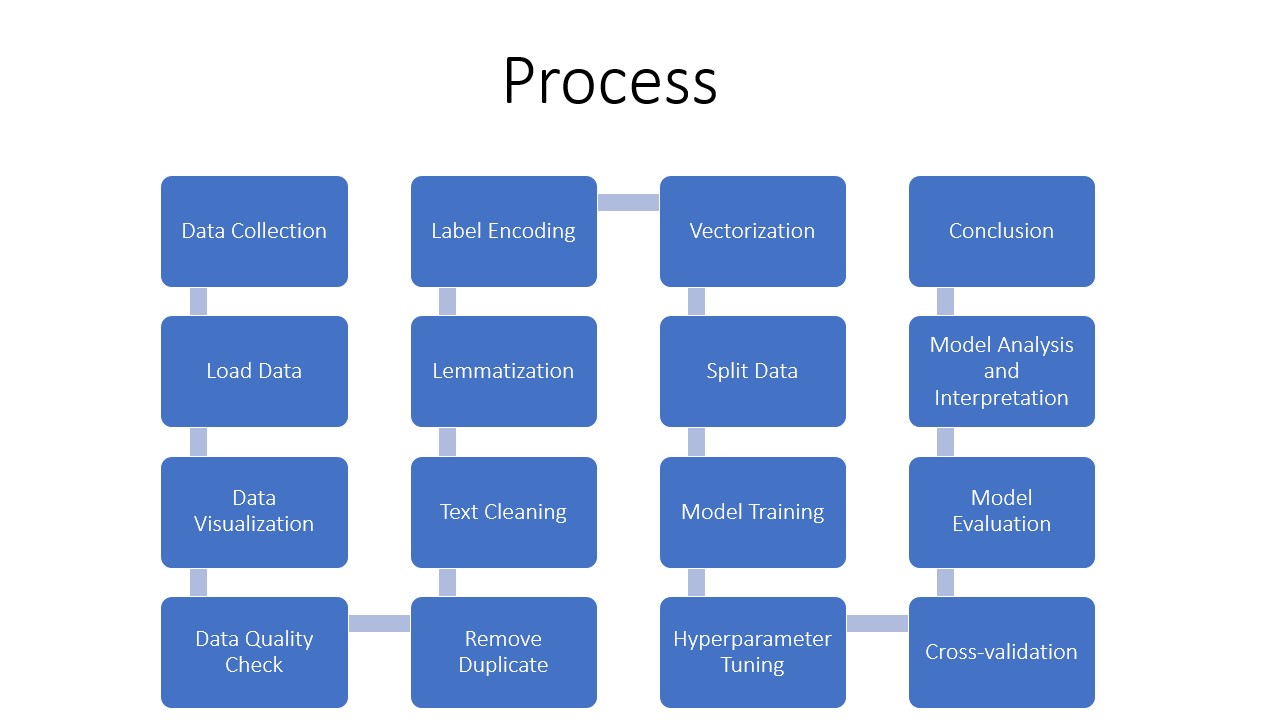 Process
Data Collection
Load Data
Data
Visualization
Data Quality
Check
Remove
Duplicate
Text Cleaning
Lemmatization
Label Encoding
Vectorization
Split Data
Model Training
Hyperparameter
Tuning
Cross-validation
Model
Evaluation
Model Analysis
and
Interpretation
Conclusion